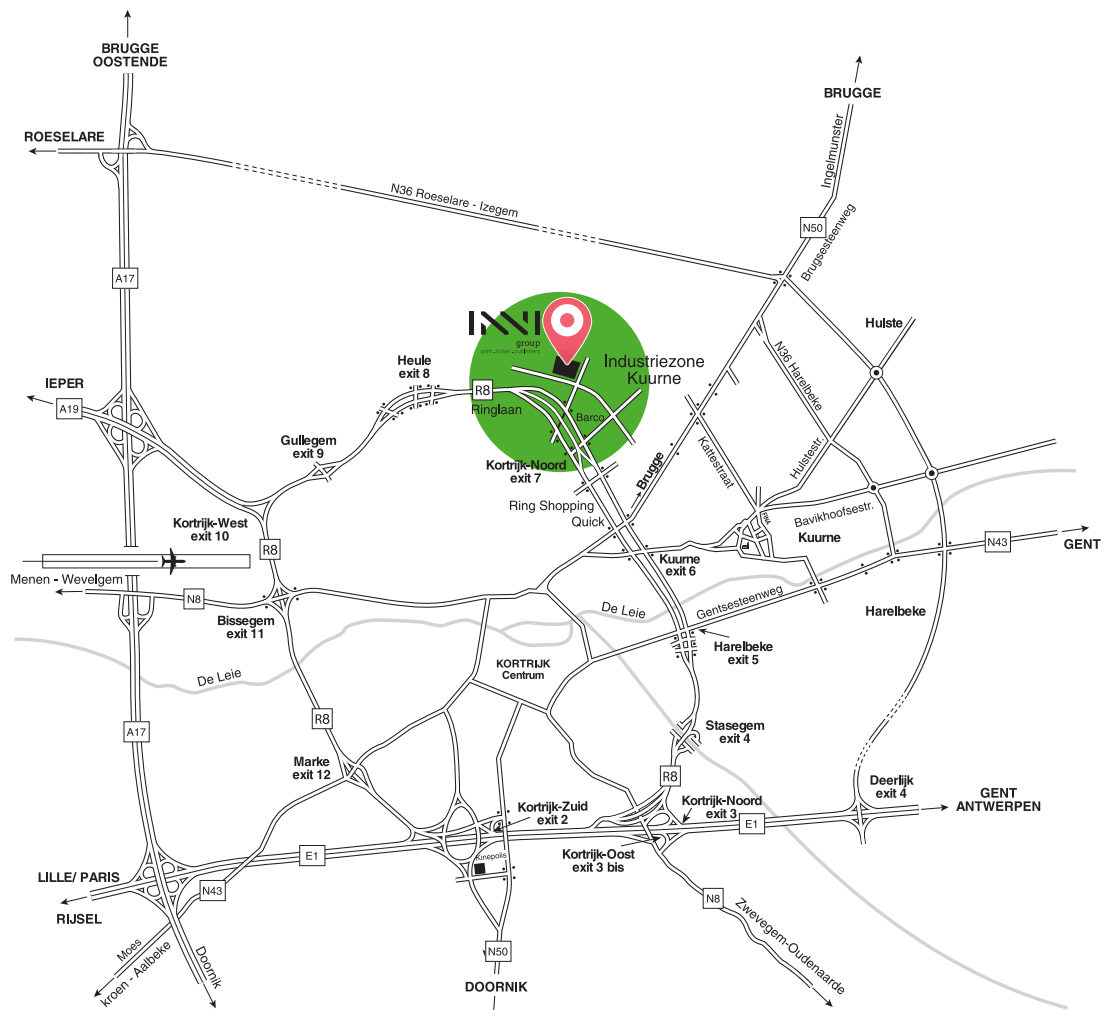 BRUGGE
OOSTENDE
BRUGGE
ROESELARE
Ingelmunster
N36 Roeselare - Izegem
N50
Brugsesteenweg
A17
INNI
group
print.ticket.publishers
Hulste
Heule
exit 8
Industriezone
Kuurne
N36 Harelbeke
IEPER
A19
R8
Ringlaan
Barco
Gullegem
exit 9
Kortrijk-Noord
exit 7
Brugge
Kattestraat
Hulstestr.
Ring Shopping
Quick
Kortrijk-West
exit 10
R8
Bavikhoofsestr.
Kuurne
Kuurne
exit 6
N43
GENT
Menen - Wevelgem
N8
Bissegem
exit 11
De Leie
Gentsesteenweg
Harelbeke
Harelbeke
exit 5
De Leie
KORTRIJK
Centrum
R8
A17
Stasegem
exit 4
Marke
exit 12
R8
Deerlijk
exit 4
GENT
ANTWERPEN
Kortrijk-Zuid
exit 2
Kortrijk-Noord
exit 3
E1
E1
Kinepolis
Kortrijk-Oost
exit 3 bis
LILLE/ PARIS
RIJSEL
N43
N8
Zwevegem-Oudenaarde
Moes
kroen - Aalbeke
Doornik
N50
DOORNIK